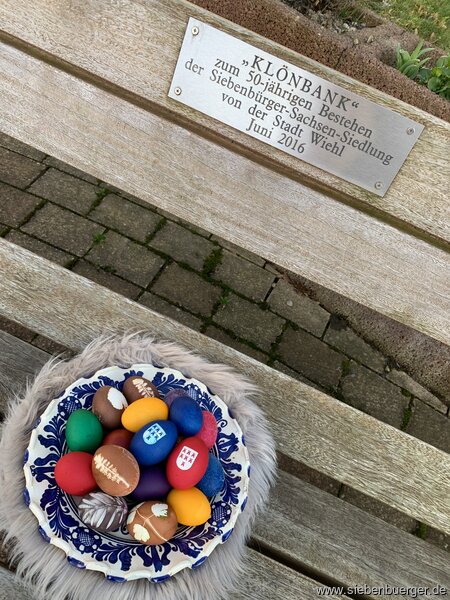 „KLÖNBANK“
zum 50-jährigen Bestehen
der Siebenbürger-Sachsen-Siedlung
von der Stadt Wiehl
Juni 2016
www.siebenbuerger.de